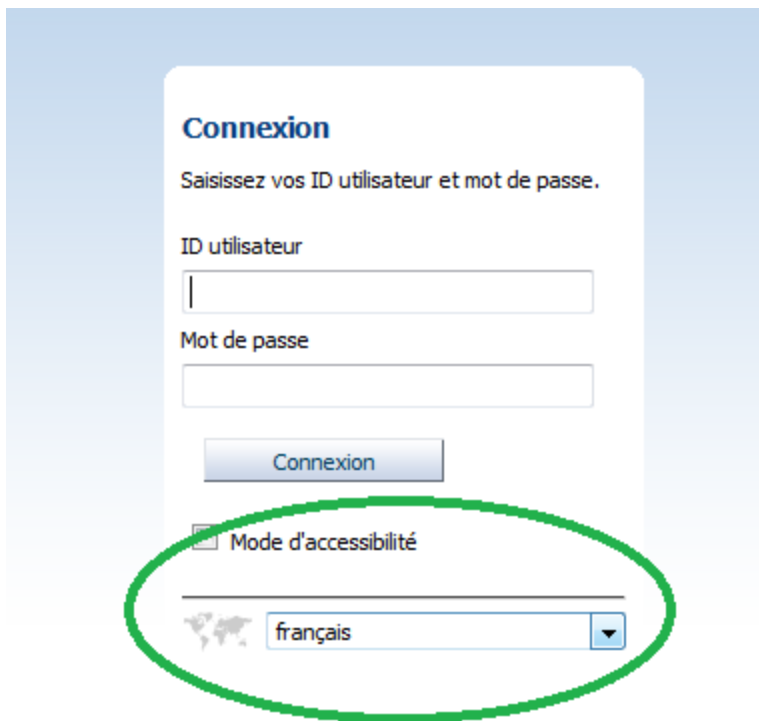 Connexion
Saisissez vos ID utilisateur et mot de passe.
ID utilisateur
Mot de passe
Connexion
Mode d'accessibilité
français